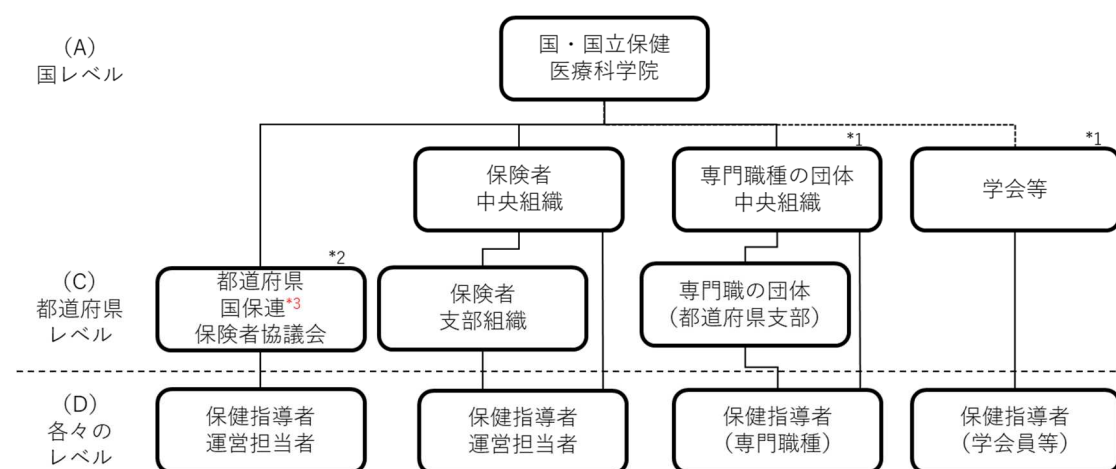 (A)
国レベル
国・国立保健
医療科学院
*1
*1
保険者
中央組織
専門職種の団体
中央組織
学会等
*2
(C)
都道府県
レベル
都道府県
国保連*3
保険者協議会
保険者
支部組織
専門職の団体
(都道府県支部)
(D)
各々の
レベル
保健指導者
運営担当者
保健指導者
運営担当者
保健指導者
(専門職種)
保健指導者
(学会員等)